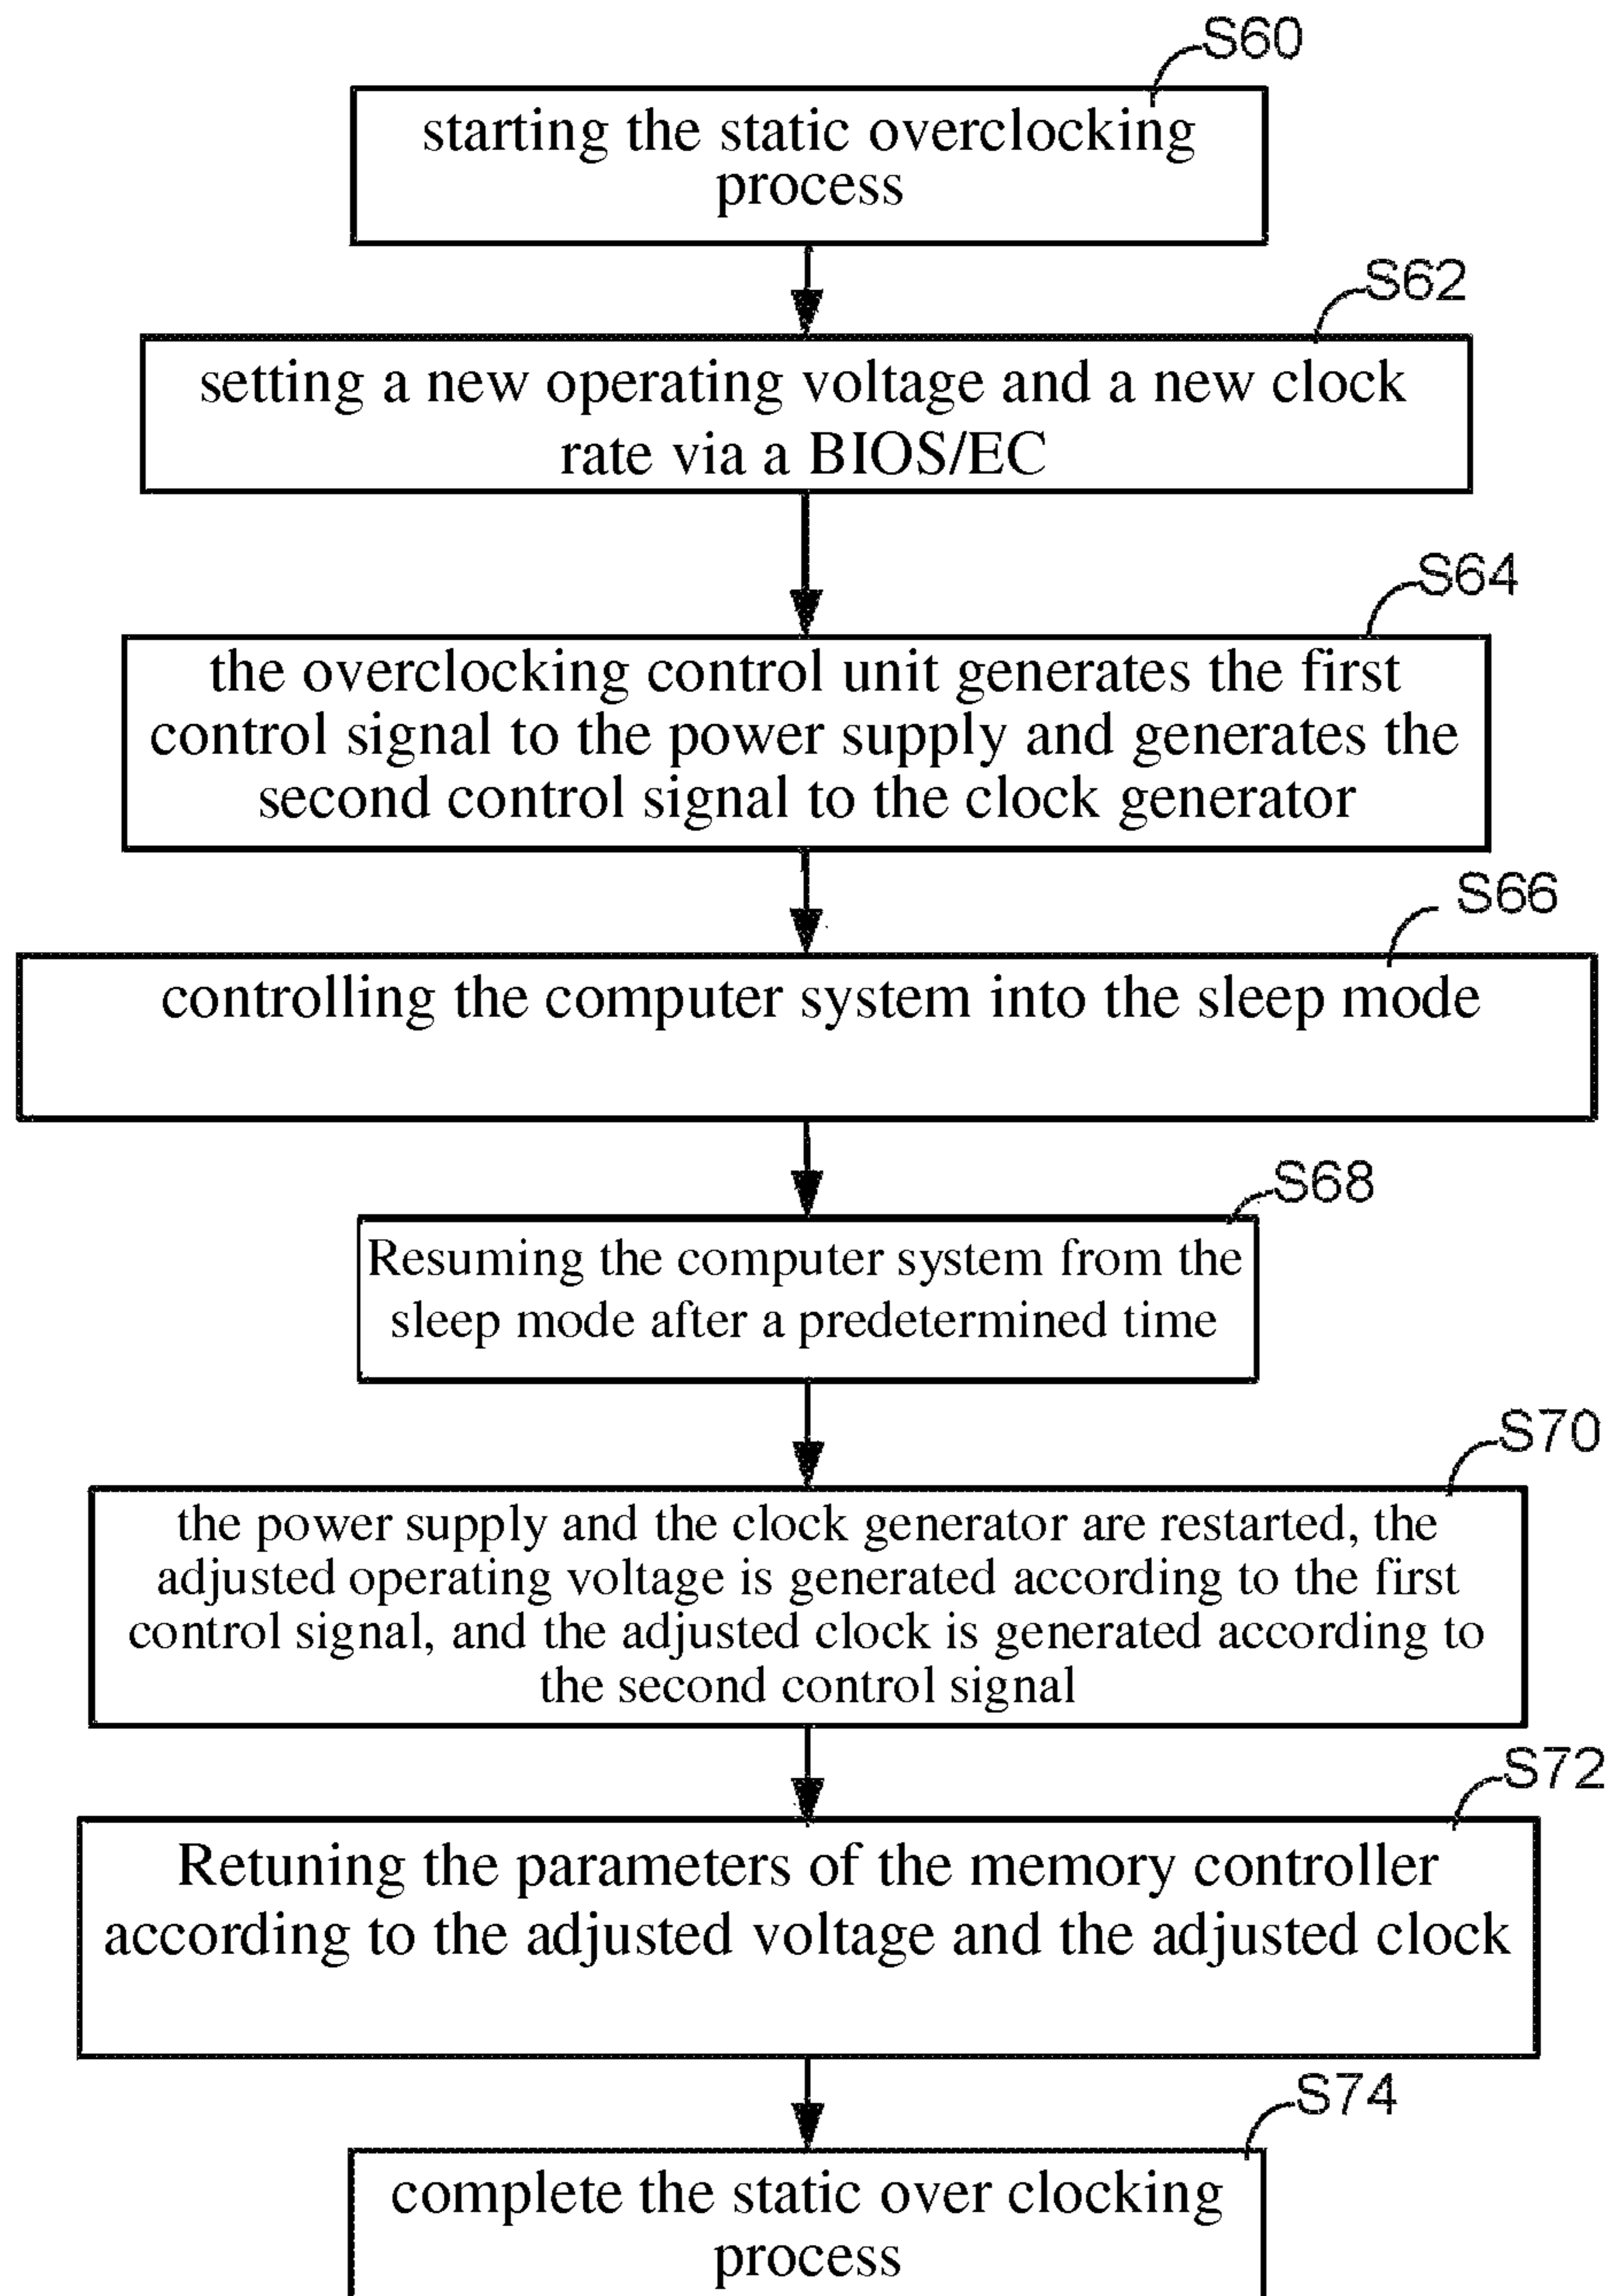 S60
starting the static overclocking
process
S62
setting a new operating voltage and a new clock
rate via a BIOS/EC
S64
the overclocking control unit generates the first
control signal to the power supply and generates the
second control signal to the clock generator
S66
controlling the computer system into the sleep mode
S68
Resuming the computer system from the
sleep mode after a predetermined time
S70
the power supply and the clock generator are restarted, the
adjusted operating voltage is generated according to the first
control signal, and the adjusted clock is generated according to
the second control signal
S72
Retuning the parameters of the memory controller
according to the adjusted voltage and the adjusted clock
S74
complete the static over clocking
process